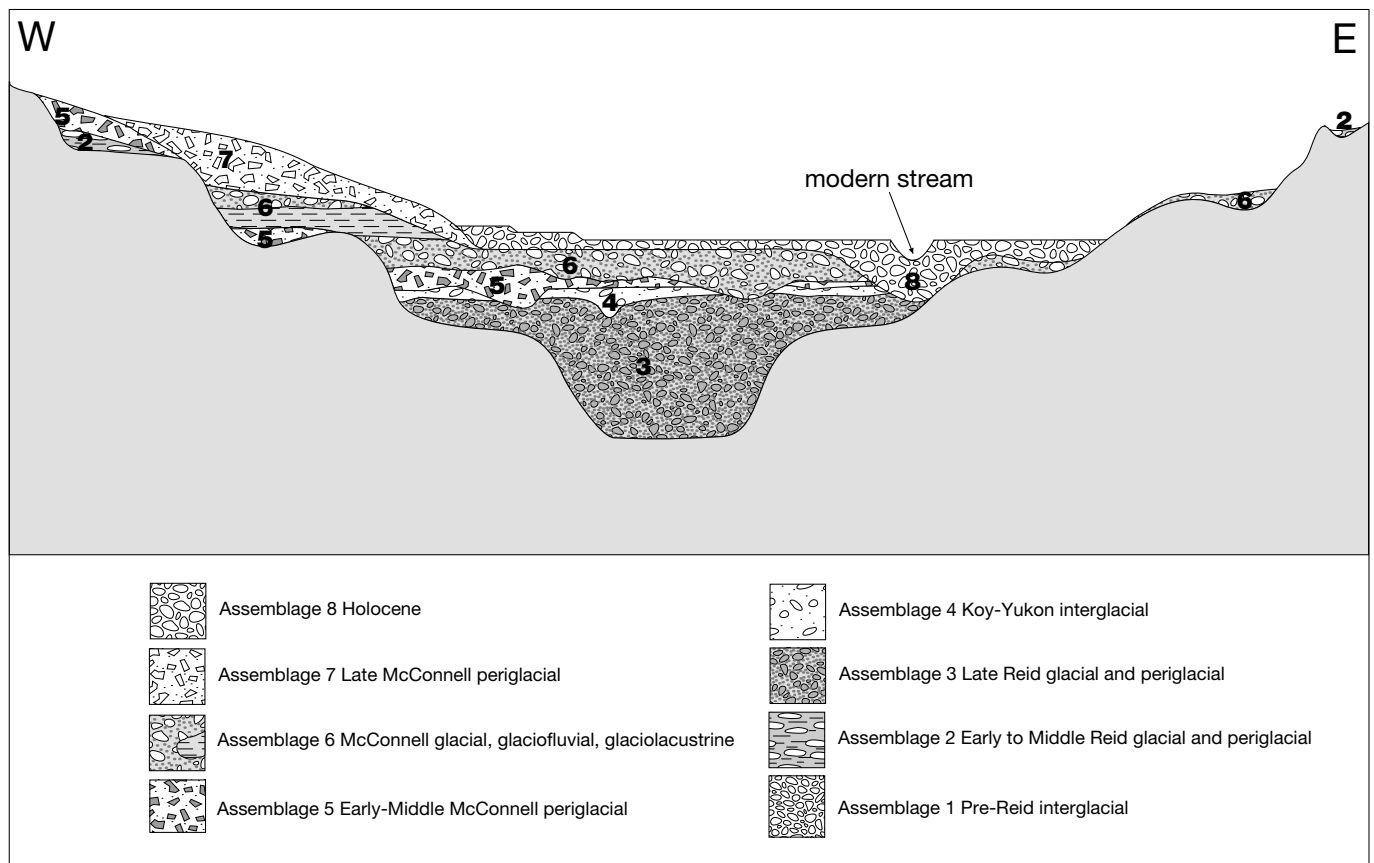 W
E
5
2
2
7
modern stream
6
6
5
6
5
8
4
3
Assemblage 8 Holocene
Assemblage 7 Late McConnell periglacial
Assemblage 6 McConnell glacial, glaciofluvial, glaciolacustrine
Assemblage 5 Early-Middle McConnell periglacial
Assemblage 4 Koy-Yukon interglacial
Assemblage 3 Late Reid glacial and periglacial
Assemblage 2 Early to Middle Reid glacial and periglacial
Assemblage 1 Pre-Reid interglacial